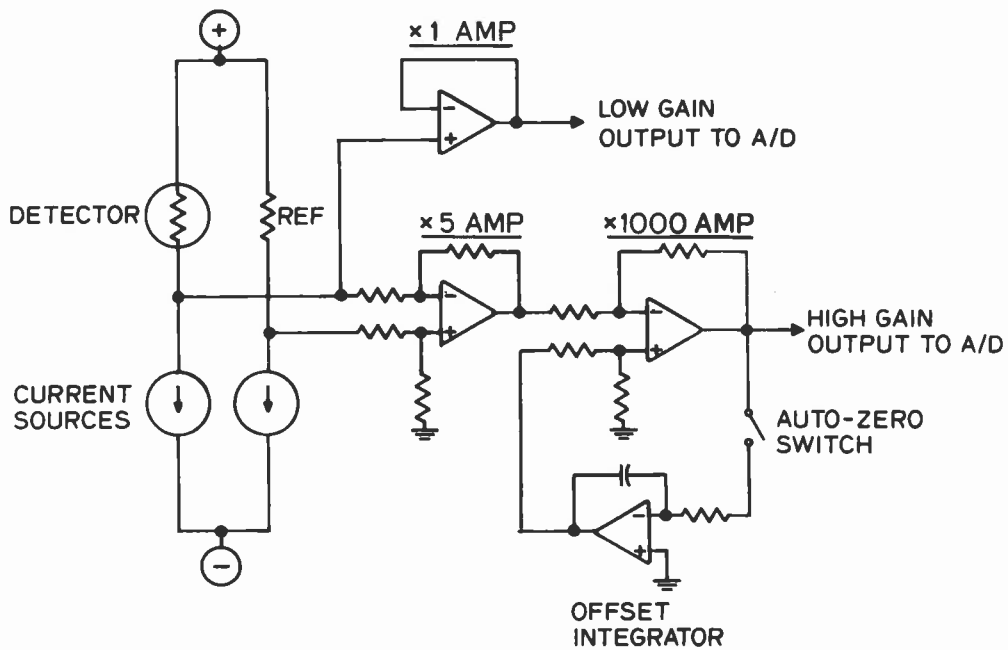 +
×1 AMP
-
+
LOW GAIN
OUTPUT TO A/D
DETECTOR
REF
×5 AMP
-
+
×1000 AMP
-
+
HIGH GAIN
OUTPUT TO A/D
CURRENT
SOURCES
AUTO-ZERO
SWITCH
-
+
-
OFFSET
INTEGRATOR